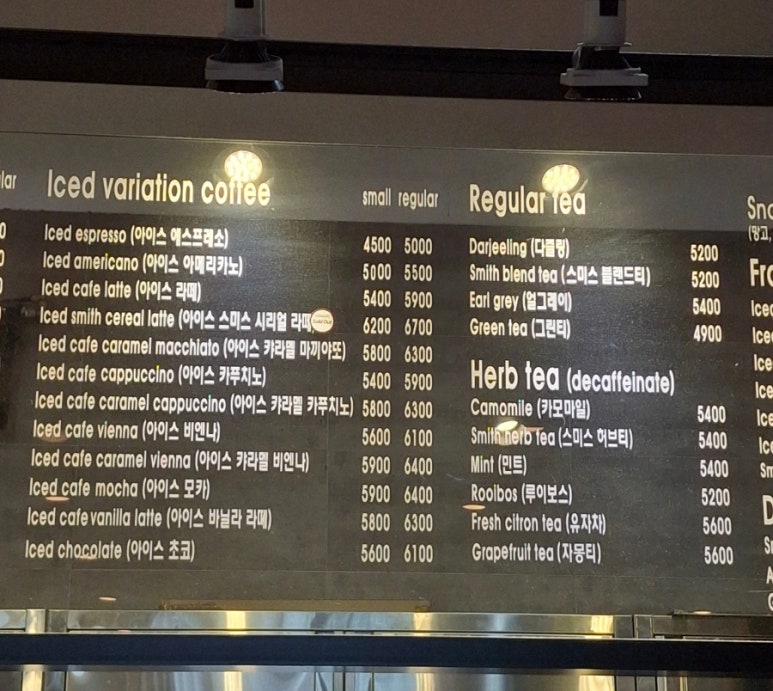 lar
Iced variation coffee small regular
Iced espresso (아이스 에스프레소) 4500 5000
Iced americano (아이스 아메리카노) 5000 5500
Iced cafe latte (아이스 라떼) 5400 5900
Iced smith cereal latte (아이스 스미스 시리얼 라떼) 6200 6700
Sold Out
Iced cafe caramel macchiato (아이스 카라멜 마끼아또) 5800 6300
Iced cafe cappuccino (아이스 카푸치노) 5400 5900
Iced cafe caramel cappuccino (아이스 카라멜 카푸치노) 5800 6300
Iced cafe vienna (아이스 비엔나) 5600 6100
Iced cafe caramel vienna (아이스 카라멜 비엔나) 5900 6400
Iced cafe mocha (아이스 모카) 5900 6400
Iced cafe vanilla latte (아이스 바닐라 라떼) 5800 6300
Iced chocolate (아이스 초코) 5600 6100
Regular tea
Darjeeling (다즐링) 5200
Smith blend tea (스미스 블랜드티) 5200
Earl grey (얼그레이) 5400
Green tea (그린티) 4900
Herb tea (decaffeinate)
Camomile (카모마일) 5400
Smith herb tea (스미스 허브티) 5400
Mint (민트) 5400
Rooibos (루이보스) 5200
Fresh citron tea (유자차) 5600
Grapefruit tea (자몽티) 5600
(망고,